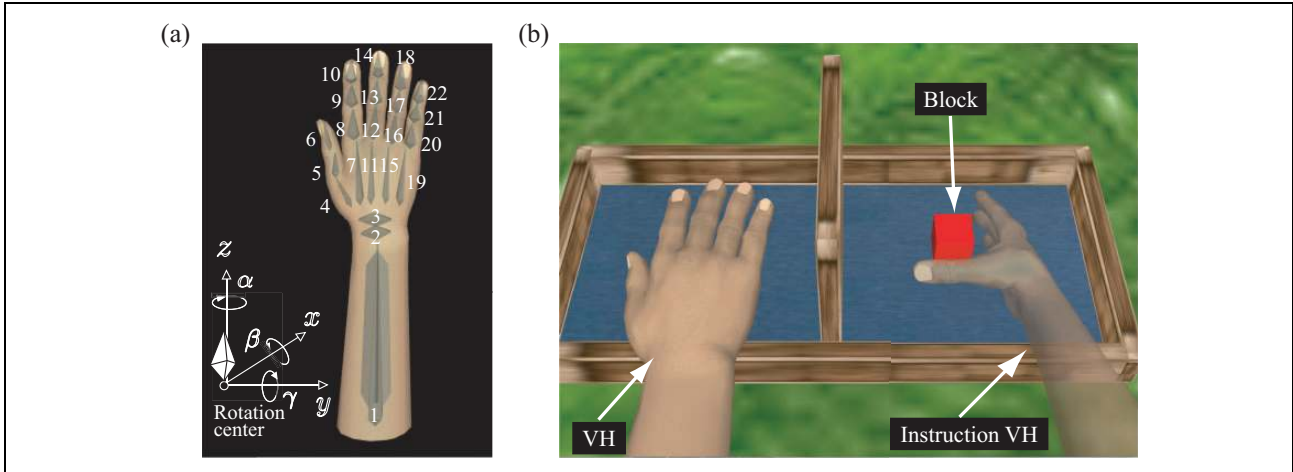 (a)
(b)
14
18
10
22
9
13
17
21
8
12
16
20
6
7
11
15
5
19
4
3
2
z
α
β
x
γ
y
Rotation
center
1
Block
VH
Instruction VH